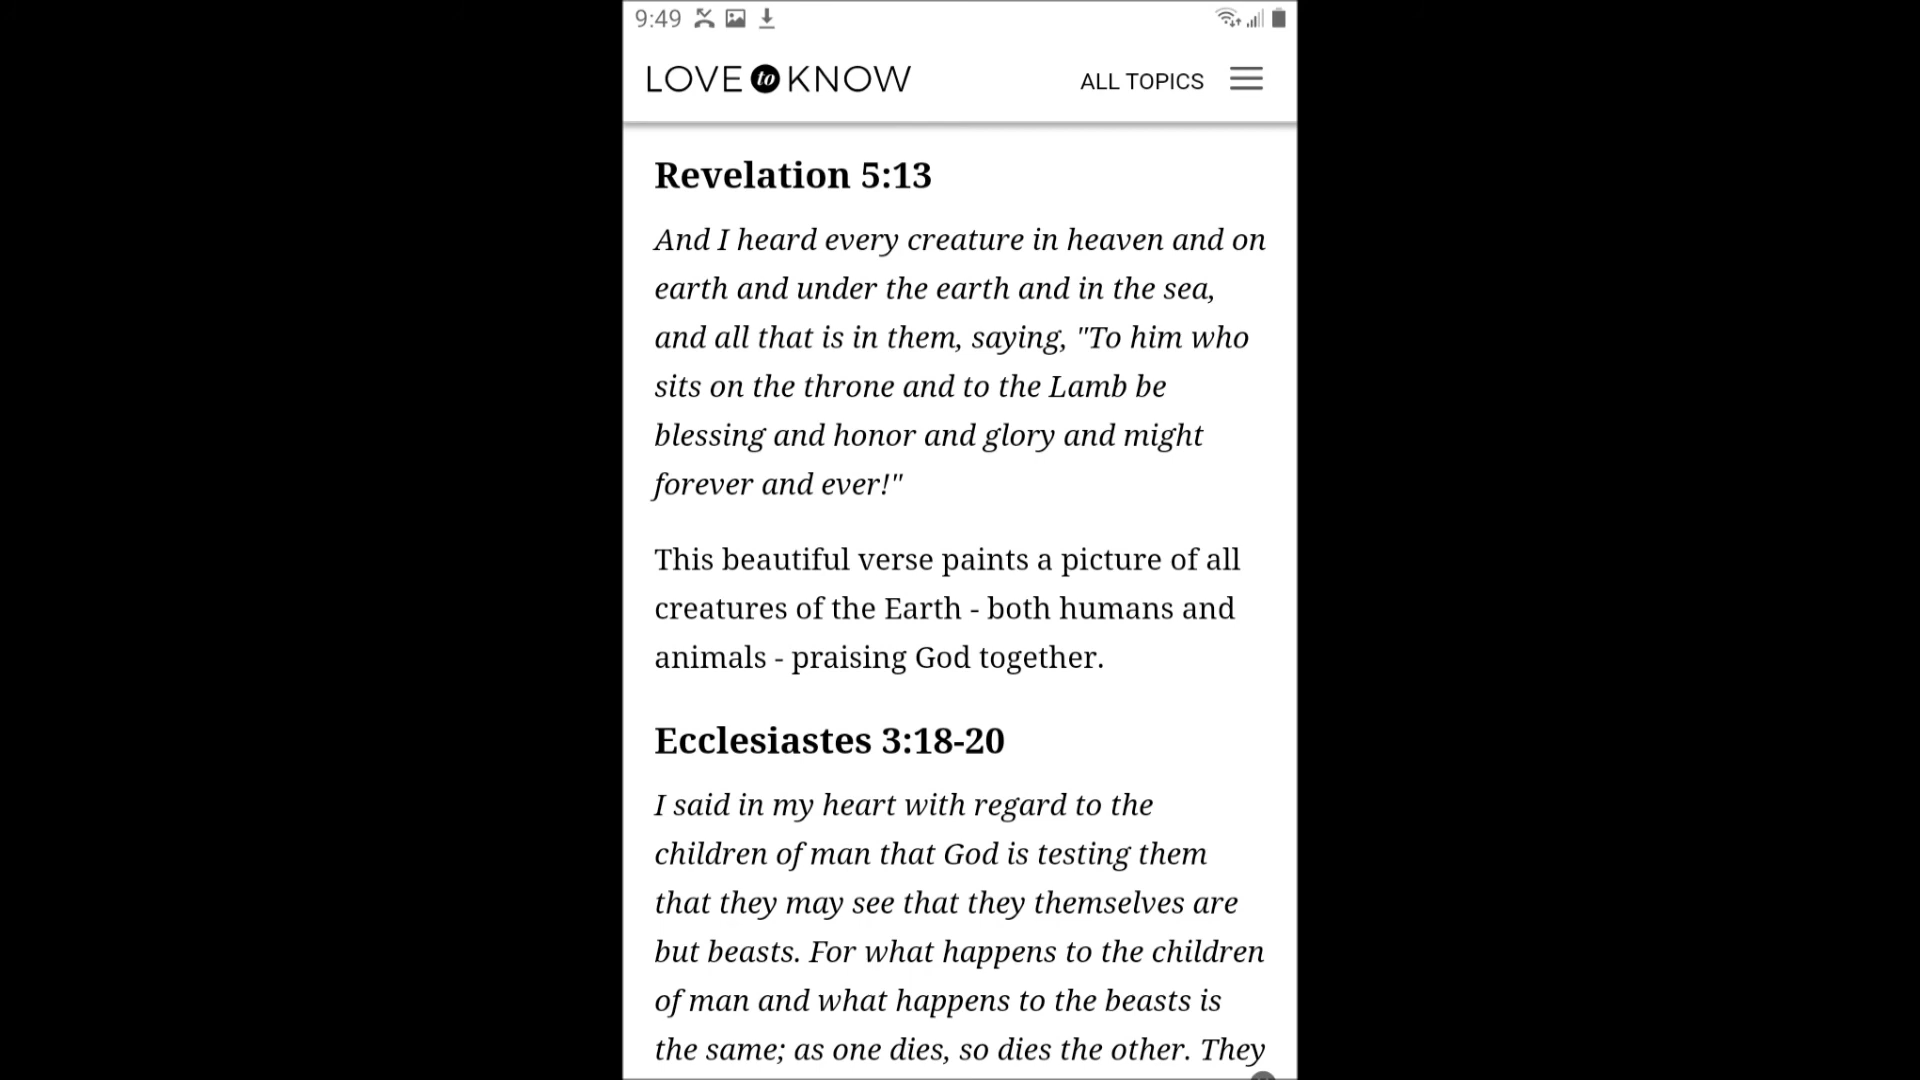 9:49
LOVE to KNOW
ALL TOPICS
Revelation 5:13
And I heard every creature in heaven and on
earth and under the earth and in the sea,
and all that is in them, saying, "To him who
sits on the throne and to the Lamb be
blessing and honor and glory and might
forever and ever!"
This beautiful verse paints a picture of all
creatures of the Earth - both humans and
animals - praising God together.
Ecclesiastes 3:18-20
I said in my heart with regard to the
children of man that God is testing them
that they may see that they themselves are
but beasts. For what happens to the children
of man and what happens to the beasts is
the same; as one dies, so dies the other. They